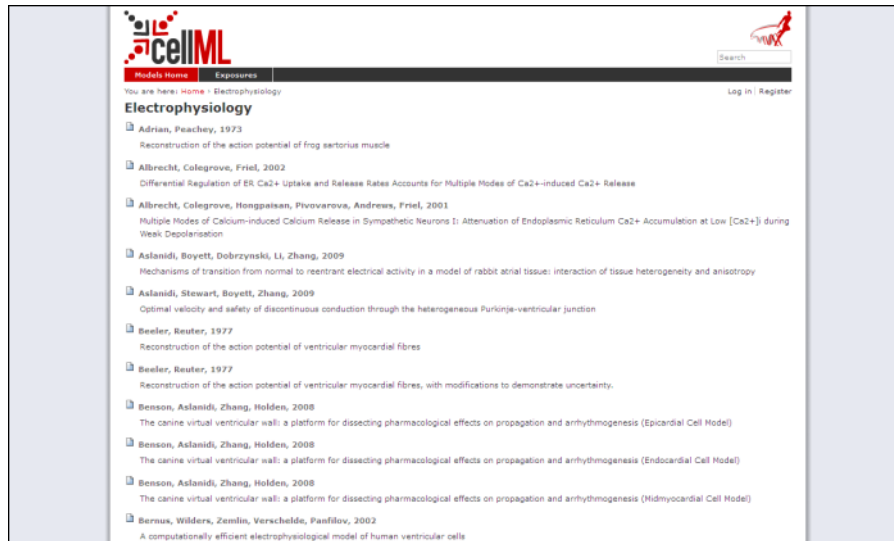 cellML
Search
Models Home Exposures
You are here: Home › Electrophysiology Log in | Register
Electrophysiology
Adrian, Peachey, 1973
Reconstruction of the action potential of frog sartorius muscle
Albrecht, Colegrove, Friel, 2002
Differential Regulation of ER Ca2+ Uptake and Release Rates Accounts for Multiple Modes of Ca2+-induced Ca2+ Release
Albrecht, Colegrove, Hongpaisan, Pivovarova, Andrews, Friel, 2001
Multiple Modes of Calcium-induced Calcium Release in Sympathetic Neurons I: Attenuation of Endoplasmic Reticulum Ca2+ Accumulation at Low [Ca2+]i during
Weak Depolarisation
Aslanidi, Boyett, Dobrzynski, Li, Zhang, 2009
Mechanisms of transition from normal to reentrant electrical activity in a model of rabbit atrial tissue: interaction of tissue heterogeneity and anisotropy
Aslanidi, Stewart, Boyett, Zhang, 2009
Optimal velocity and safety of discontinuous conduction through the heterogeneous Purkinje-ventricular junction
Beeler, Reuter, 1977
Reconstruction of the action potential of ventricular myocardial fibres
Beeler, Reuter, 1977
Reconstruction of the action potential of ventricular myocardial fibres, with modifications to demonstrate uncertainty.
Benson, Aslanidi, Zhang, Holden, 2008
The canine virtual ventricular wall: a platform for dissecting pharmacological effects on propagation and arrhythmogenesis (Epicardial Cell Model)
Benson, Aslanidi, Zhang, Holden, 2008
The canine virtual ventricular wall: a platform for dissecting pharmacological effects on propagation and arrhythmogenesis (Endocardial Cell Model)
Benson, Aslanidi, Zhang, Holden, 2008
The canine virtual ventricular wall: a platform for dissecting pharmacological effects on propagation and arrhythmogenesis (Midmyocardial Cell Model)
Bernus, Wilders, Zemlin, Verschelde, Panfilov, 2002
A computationally efficient electrophysiological model of human ventricular cells